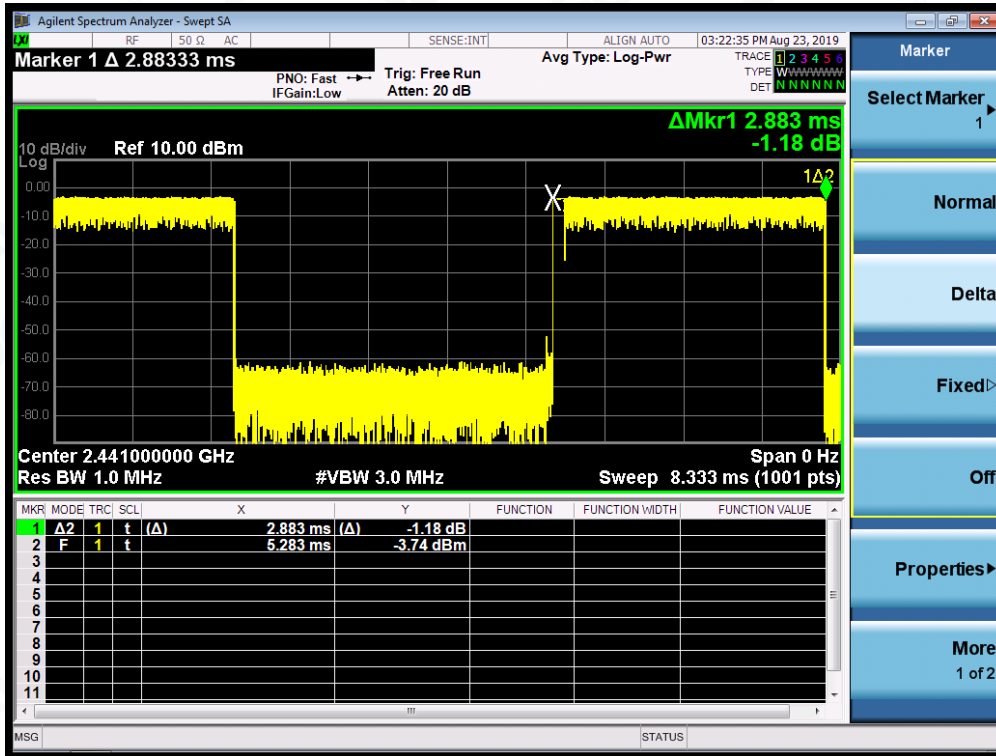 Agilent Spectrum Analyzer - Swept SA
LXI RF 50 Ω AC SENSE:INT ALIGN AUTO 03:22:35 PM Aug 23, 2019
Marker 1 Δ 2.88333 ms
PNO: Fast
IFGain:Low
Trig: Free Run
Atten: 20 dB
Avg Type: Log-Pwr
TRACE 1 2 3 4 5 6
TYPE WWWWWW
DET N N N N N N
ΔMkr1 2.883 ms
-1.18 dB
10 dB/div Ref 10.00 dBm
Log
1Δ2
0.00
-10.0
-20.0
-30.0
-40.0
-50.0
-60.0
-70.0
-80.0
Center 2.441000000 GHz Span 0 Hz
Res BW 1.0 MHz #VBW 3.0 MHz Sweep 8.333 ms (1001 pts)
MKR MODE TRC SCL X Y FUNCTION FUNCTION WIDTH FUNCTION VALUE
1 Δ2 1 t (Δ) 2.883 ms (Δ) -1.18 dB
2 F 1 t 5.283 ms -3.74 dBm
3
4
5
6
7
8
9
10
11
MSG STATUS
Marker
Select Marker
1
Normal
Delta
Fixed
Off
Properties
More
1 of 2